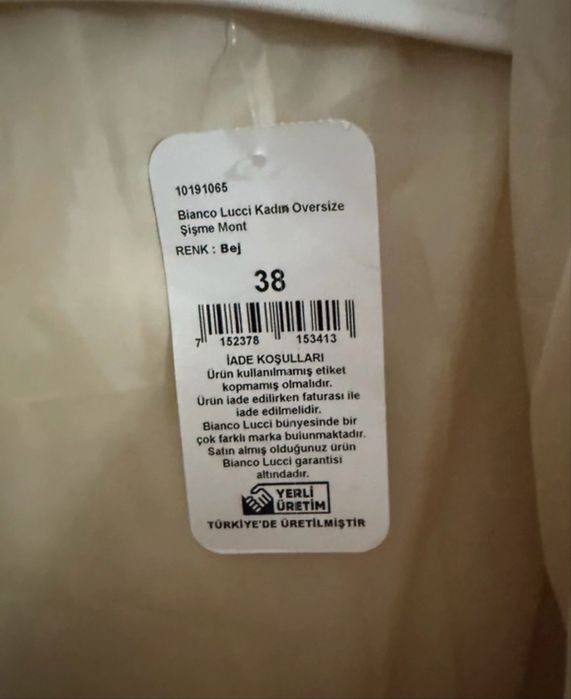 10191065
Bianco Lucci Kadın Oversize
Şişme Mont
RENK : Bej
38
7 152378 153413
İADE KOŞULLARI
Ürün kullanılmamış etiket
kopmamış olmalıdır.
Ürün iade edilirken faturası ile
iade edilmelidir.
Bianco Lucci bünyesinde bir
çok farklı marka bulunmaktadır.
Satın almış olduğunuz ürün
Bianco Lucci garantisi
altındadır.
YERLİ
ÜRETİM
TÜRKİYE'DE ÜRETİLMİŞTİR